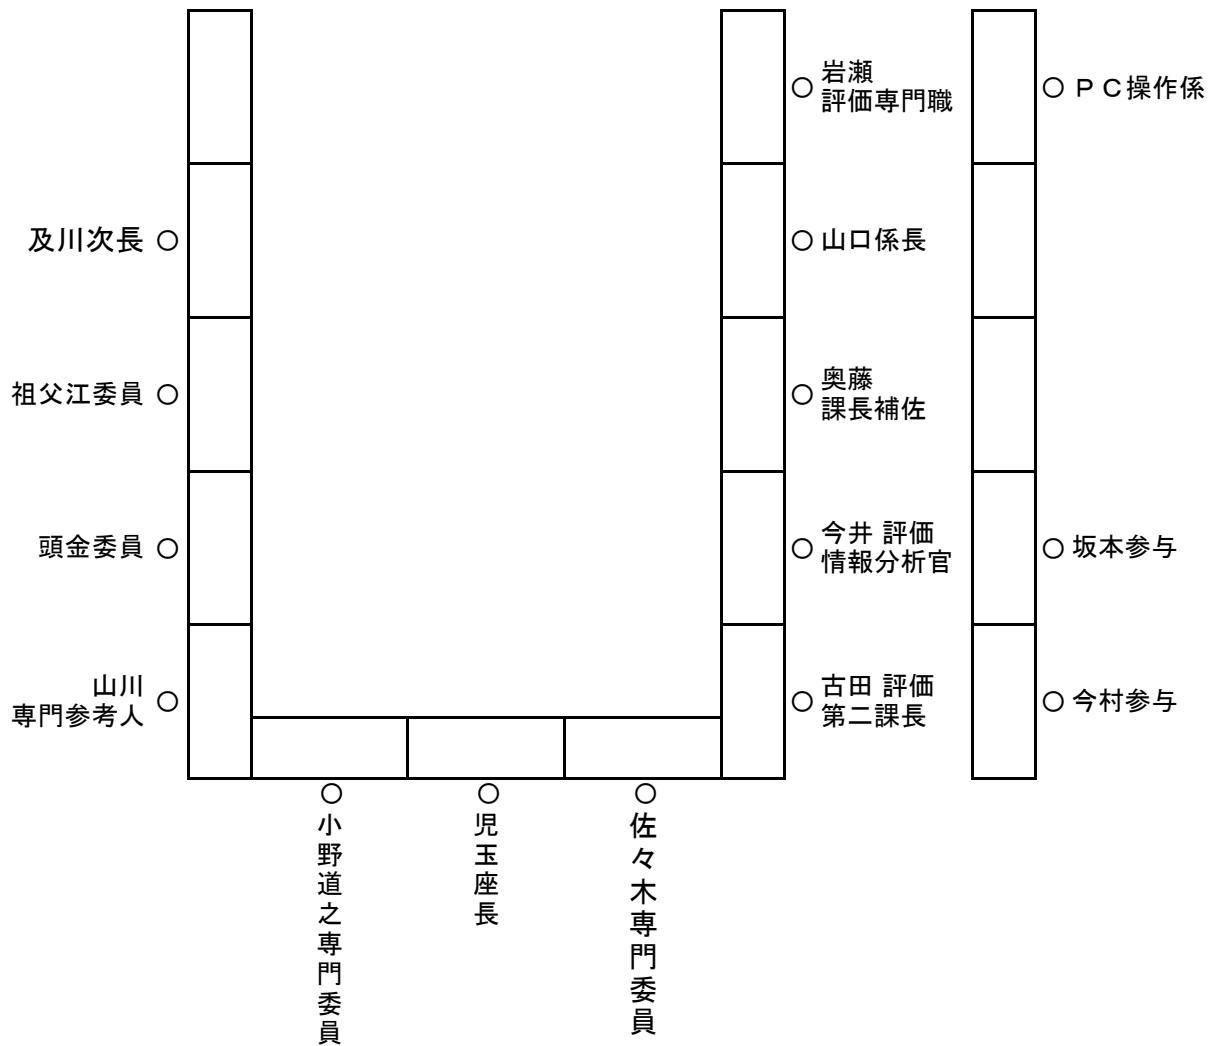 岩瀬
評価専門職
ＰＣ操作係
及川次長
山口係長
祖父江委員
奥藤
課長補佐
頭金委員
今井 評価
情報分析官
坂本参与
山川
専門参考人
古田 評価
第二課長
今村参与
小野道之専門委員
児玉座長
佐々木専門委員